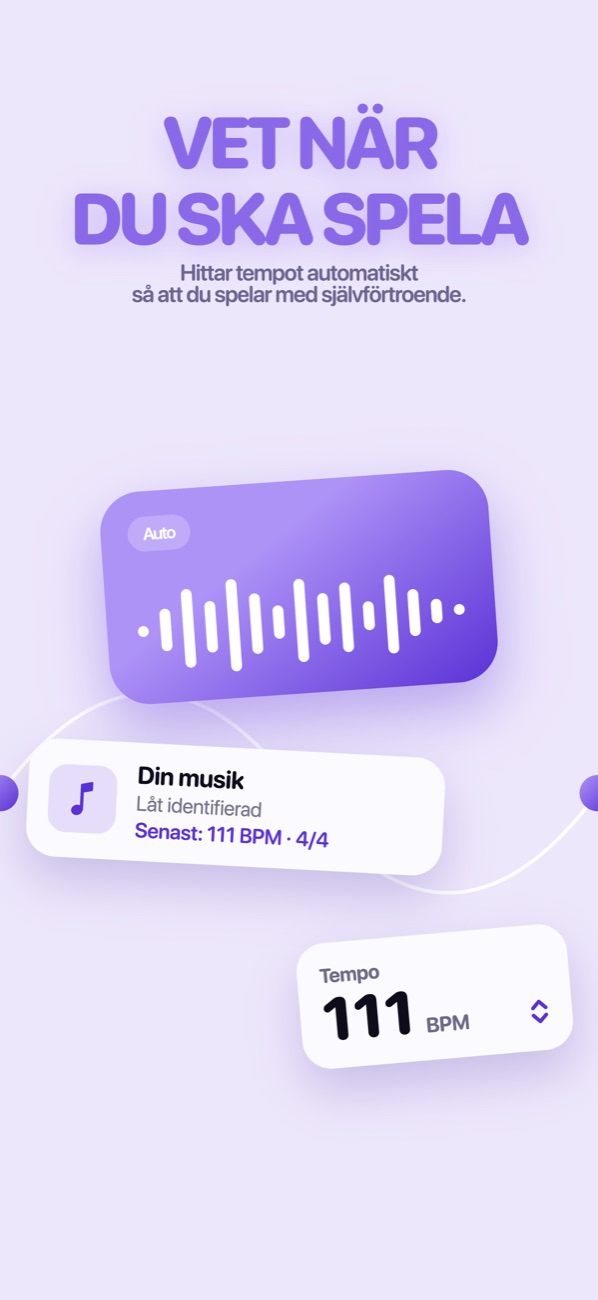 VET NÄR
DU SKA SPELA
Hittar tempot automatiskt
så att du spelar med självförtroende.
Auto
Din musik
Låt identifierad
Senast: 111 BPM · 4/4
Tempo
111 BPM